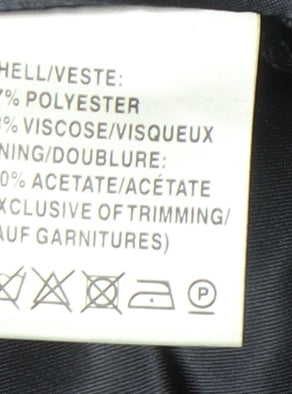 HELL/VESTE:
7% POLYESTER
% VISCOSE/VISQUEUX
NING/DOUBLURE:
0% ACETATE/ACÉTATE
XCLUSIVE OF TRIMMING/
AUF GARNITURES)
P